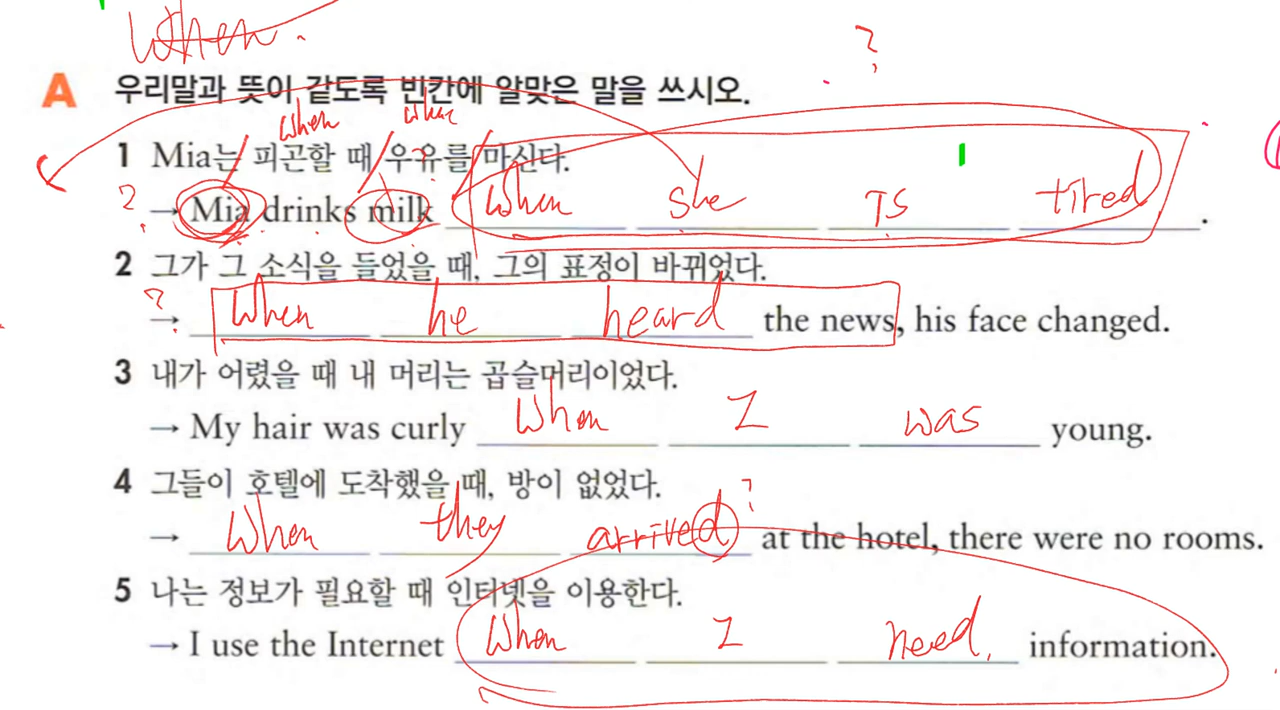 When.
?
A 우리말과 뜻이 같도록 빈칸에 알맞은 말을 쓰시오.
when
1 Mia는 피곤할 때 우유를 마신다.
? → Mia drinks milk When she is tired.
2 그가 그 소식을 들었을 때, 그의 표정이 바뀌었다.
? → When he heard the news, his face changed.
3 내가 어렸을 때 내 머리는 곱슬머리이었다.
→ My hair was curly when I was young.
4 그들이 호텔에 도착했을 때, 방이 없었다.
?
→ When they arrived at the hotel, there were no rooms.
5 나는 정보가 필요할 때 인터넷을 이용한다.
→ I use the Internet when I need information.